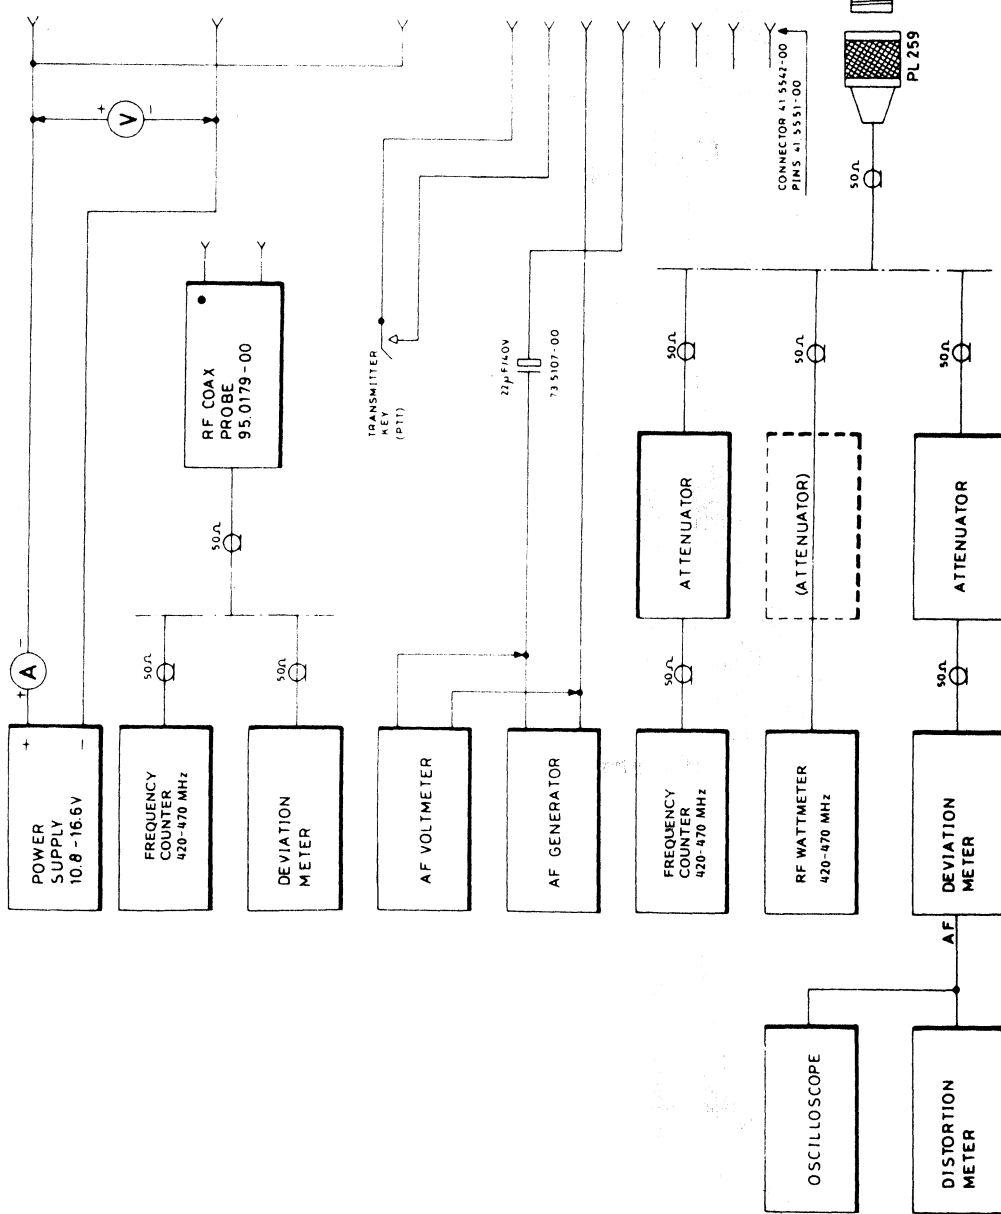 PL 259
CONNECTOR 41 5542-00
PINS 41.5551-00
50Ω
+
V
-
RF COAX
PROBE
95.0179-00
50Ω
TRANSMITTER
KEY
(PTT)
22μF/40V
73 5107-00
50Ω
50Ω
50Ω
ATTENUATOR
(ATTENUATOR)
ATTENUATOR
+
A
-
50Ω
50Ω
50Ω
50Ω
POWER
SUPPLY
10.8-16.6V
+
-
FREQUENCY
COUNTER
420-470 MHz
DEVIATION
METER
AF VOLTMETER
AF GENERATOR
FREQUENCY
COUNTER
420-470 MHz
RF WATTMETER
420-470 MHz
DEVIATION
METER
AF
OSCILLOSCOPE
DISTORTION
METER